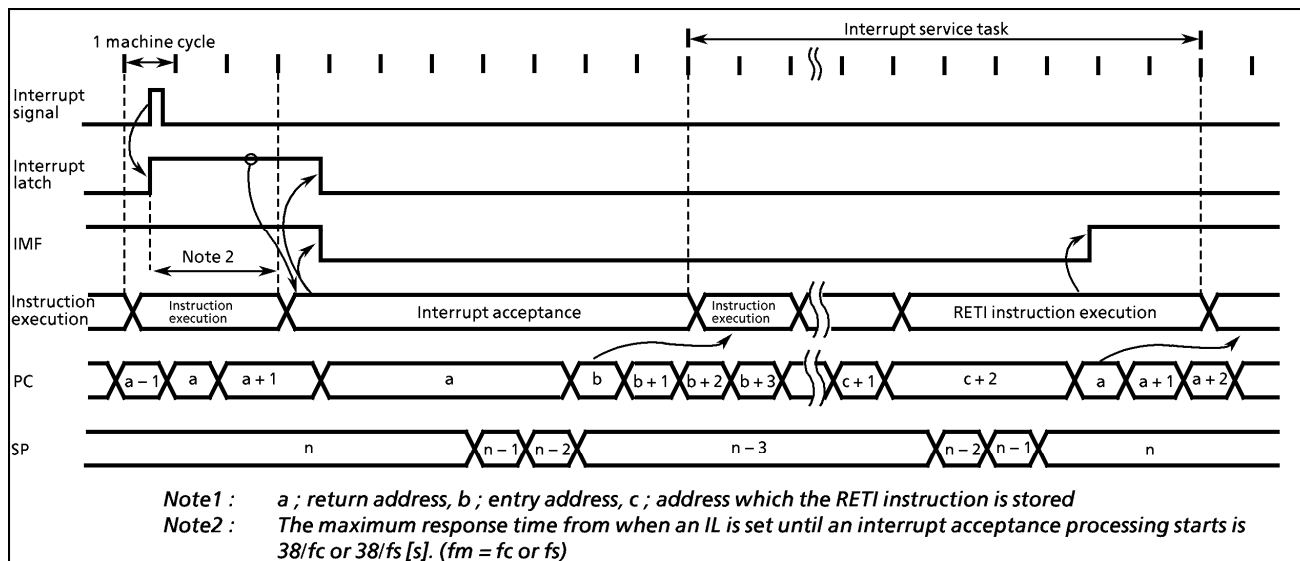 Interrupt service task
1 machine cycle
Interrupt
signal
Interrupt
latch
IMF
Note 2
Instruction
execution
Instruction
execution
Interrupt acceptance
Instruction
execution
RETI instruction execution
PC
a − 1
a
a + 1
a
b
b + 1
b + 2
b + 3
c + 1
c + 2
a
a + 1
a + 2
SP
n
n − 1
n − 2
n − 3
n − 2
n − 1
n
Note1 : a ; return address, b ; entry address, c ; address which the RETI instruction is stored
Note2 : The maximum response time from when an IL is set until an interrupt acceptance processing starts is
38/fc or 38/fs [s]. (fm = fc or fs)